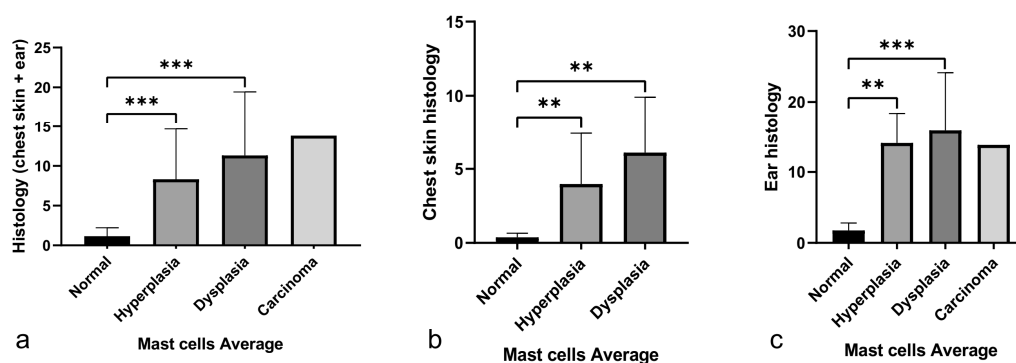 Histology (chest skin + ear)
25
20
15
10
5
0
***
***
Normal
Hyperplasia
Dysplasia
Carcinoma
Mast cells Average
a
Chest skin histology
15
10
5
0
**
**
Normal
Hyperplasia
Dysplasia
Mast cells Average
b
Ear histology
30
20
10
0
***
**
Normal
Hyperplasia
Dysplasia
Carcinoma
Mast cells Average
c